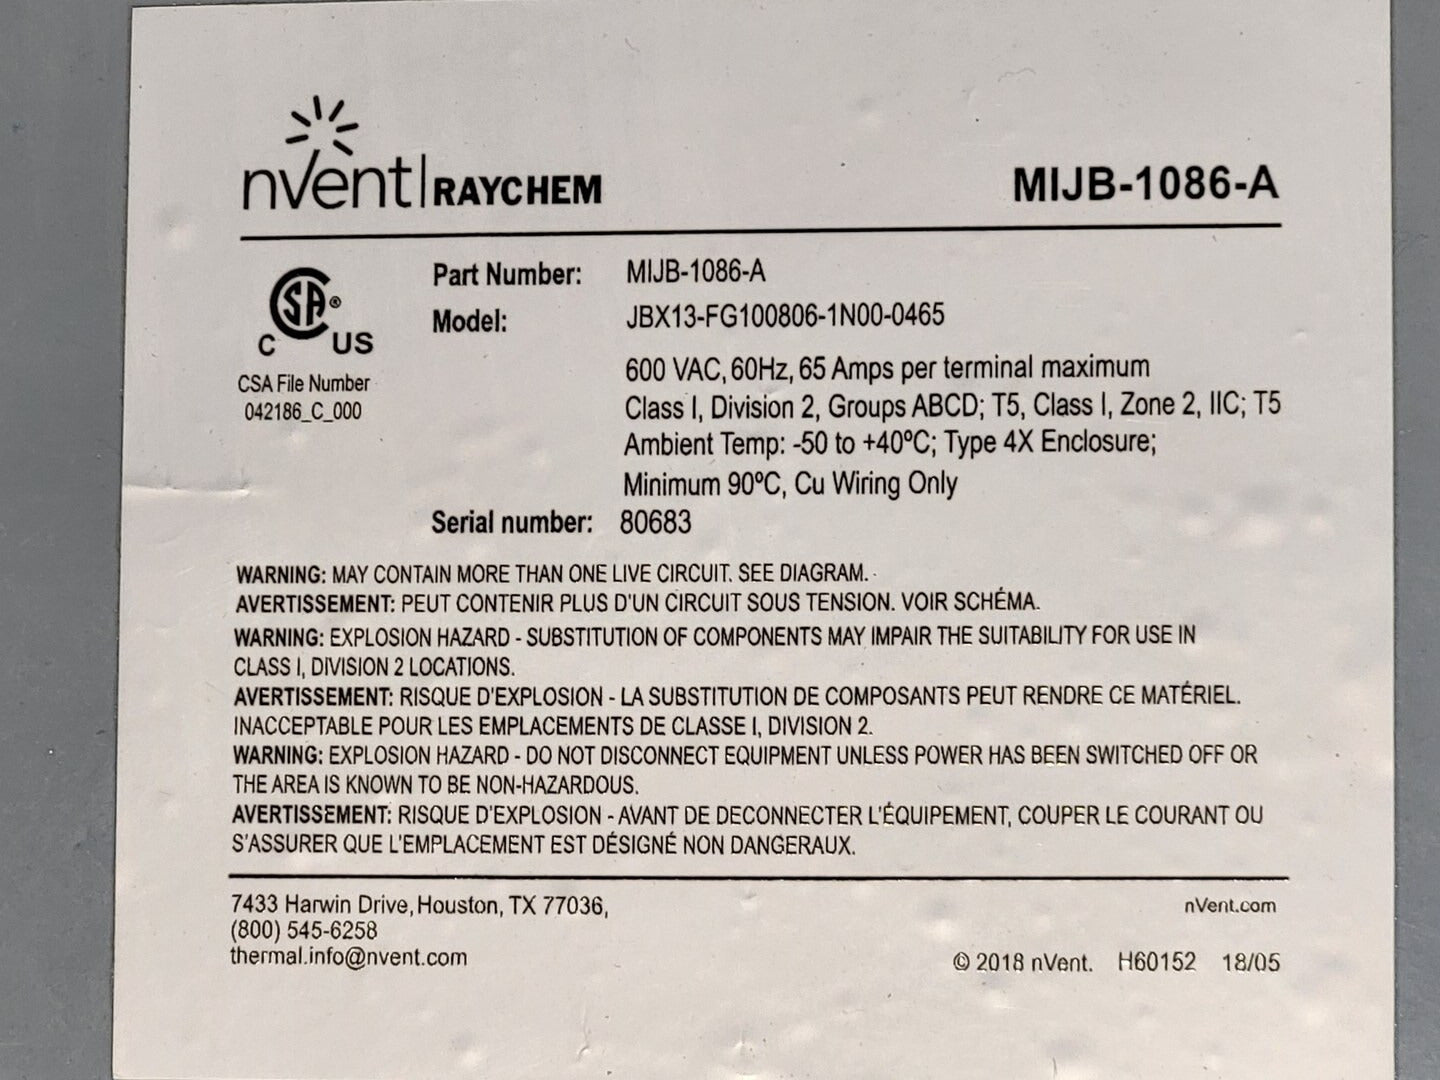 nVent RAYCHEM MIJB-1086-A
CSA® C US
CSA File Number
042186_C_000
Part Number: MIJB-1086-A
Model: JBX13-FG100806-1N00-0465
600 VAC, 60Hz, 65 Amps per terminal maximum
Class I, Division 2, Groups ABCD; T5, Class I, Zone 2, IIC; T5
Ambient Temp: -50 to +40ºC; Type 4X Enclosure;
Minimum 90ºC, Cu Wiring Only
Serial number: 80683
WARNING: MAY CONTAIN MORE THAN ONE LIVE CIRCUIT. SEE DIAGRAM.
AVERTISSEMENT: PEUT CONTENIR PLUS D'UN CIRCUIT SOUS TENSION. VOIR SCHÉMA.
WARNING: EXPLOSION HAZARD - SUBSTITUTION OF COMPONENTS MAY IMPAIR THE SUITABILITY FOR USE IN
CLASS I, DIVISION 2 LOCATIONS.
AVERTISSEMENT: RISQUE D'EXPLOSION - LA SUBSTITUTION DE COMPOSANTS PEUT RENDRE CE MATÉRIEL.
INACCEPTABLE POUR LES EMPLACEMENTS DE CLASSE I, DIVISION 2.
WARNING: EXPLOSION HAZARD - DO NOT DISCONNECT EQUIPMENT UNLESS POWER HAS BEEN SWITCHED OFF OR
THE AREA IS KNOWN TO BE NON-HAZARDOUS.
AVERTISSEMENT: RISQUE D'EXPLOSION - AVANT DE DECONNECTER L'ÉQUIPEMENT, COUPER LE COURANT OU
S'ASSURER QUE L'EMPLACEMENT EST DÉSIGNÉ NON DANGERAUX.
7433 Harwin Drive, Houston, TX 77036,
(800) 545-6258
thermal.info@nvent.com
nVent.com
© 2018 nVent. H60152 18/05